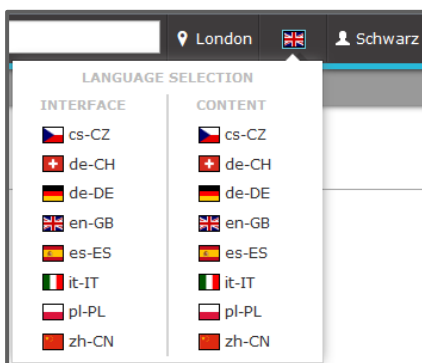 London Schwarz
LANGUAGE SELECTION
INTERFACE CONTENT
cs-CZ cs-CZ
de-CH de-CH
de-DE de-DE
en-GB en-GB
es-ES es-ES
it-IT it-IT
pl-PL pl-PL
zh-CN zh-CN